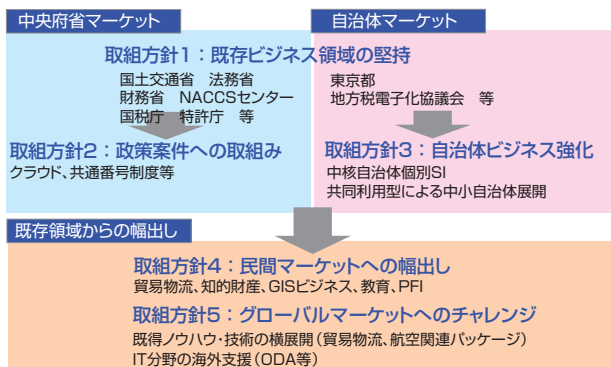 中央府省マーケット
自治体マーケット
取組方針1：既存ビジネス領域の堅持
国土交通省　法務省
財務省　NACCSセンター
国税庁　特許庁　等
東京都
地方税電子化協議会　等
取組方針2：政策案件への取組み
クラウド、共通番号制度等
取組方針3：自治体ビジネス強化
中核自治体個別SI
共同利用型による中小自治体展開
既存領域からの幅出し
取組方針4：民間マーケットへの幅出し
貿易物流、知的財産、GISビジネス、教育、PFI
取組方針5：グローバルマーケットへのチャレンジ
既得ノウハウ・技術の横展開（貿易物流、航空関連パッケージ）
IT分野の海外支援（ODA等）